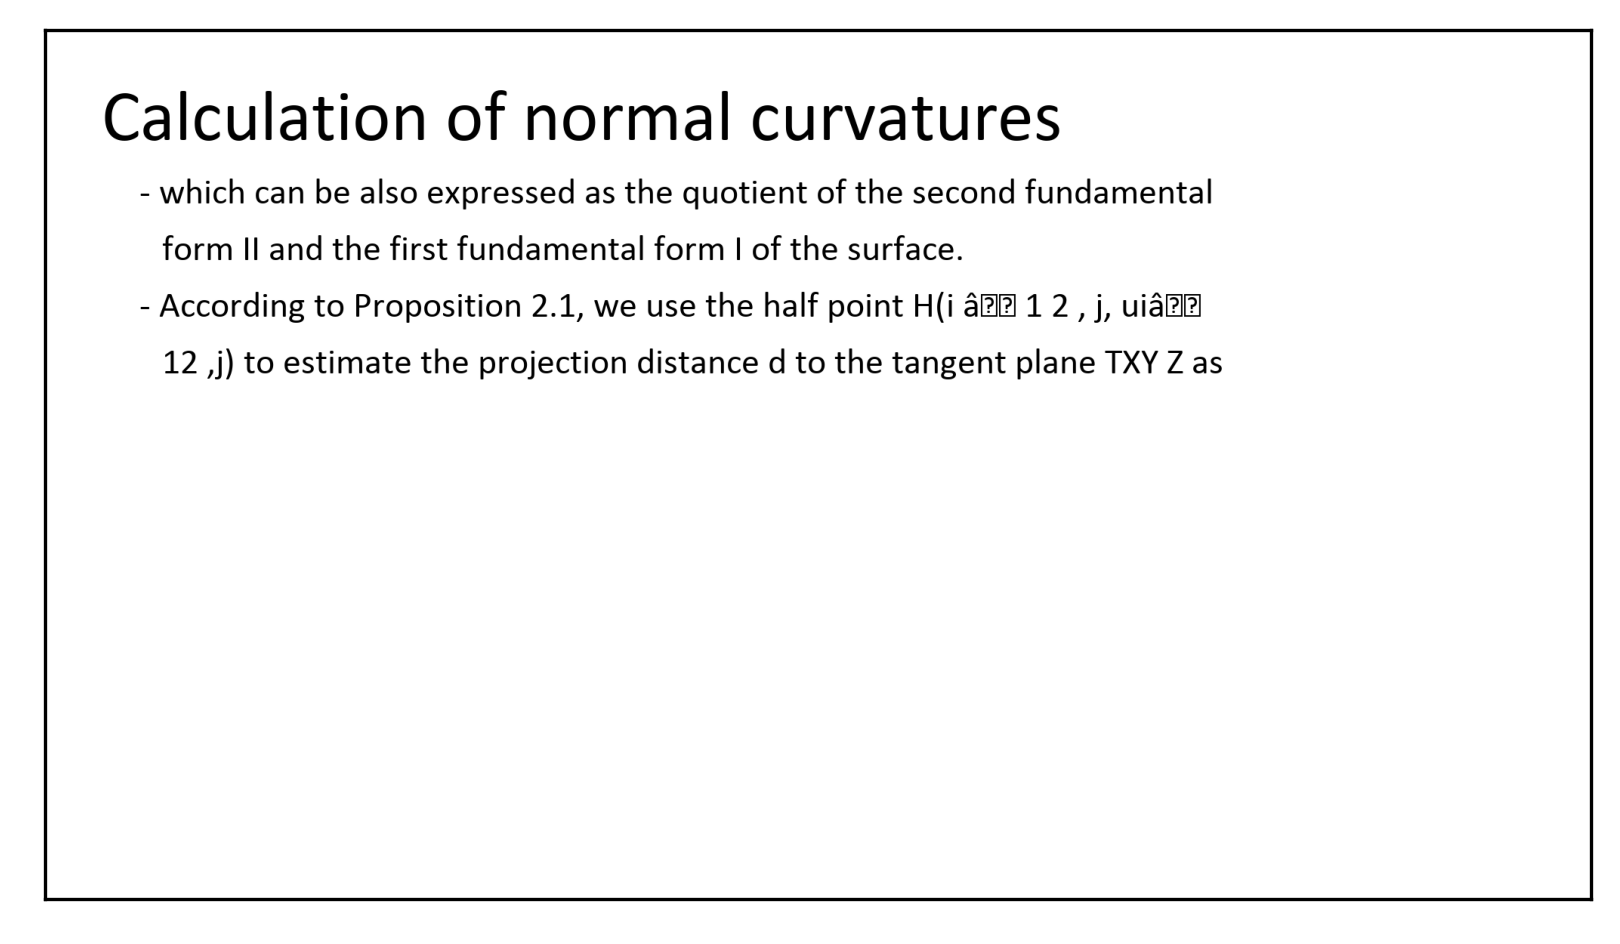 Calculation of normal curvatures
- which can be also expressed as the quotient of the second fundamental
form II and the first fundamental form I of the surface.
- According to Proposition 2.1, we use the half point H(i â�� 1 2 , j, uiâ��
12 ,j) to estimate the projection distance d to the tangent plane TXY Z as